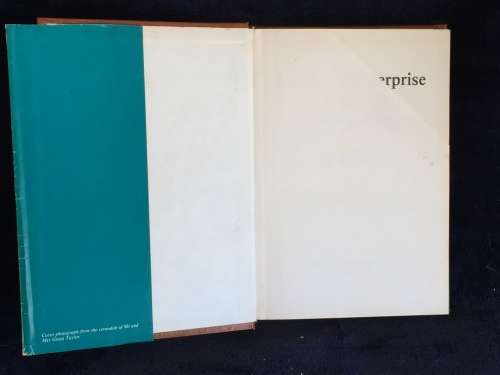 Cover photograph from the verandah of Mr and
Mrs Grant Taylor
erprise